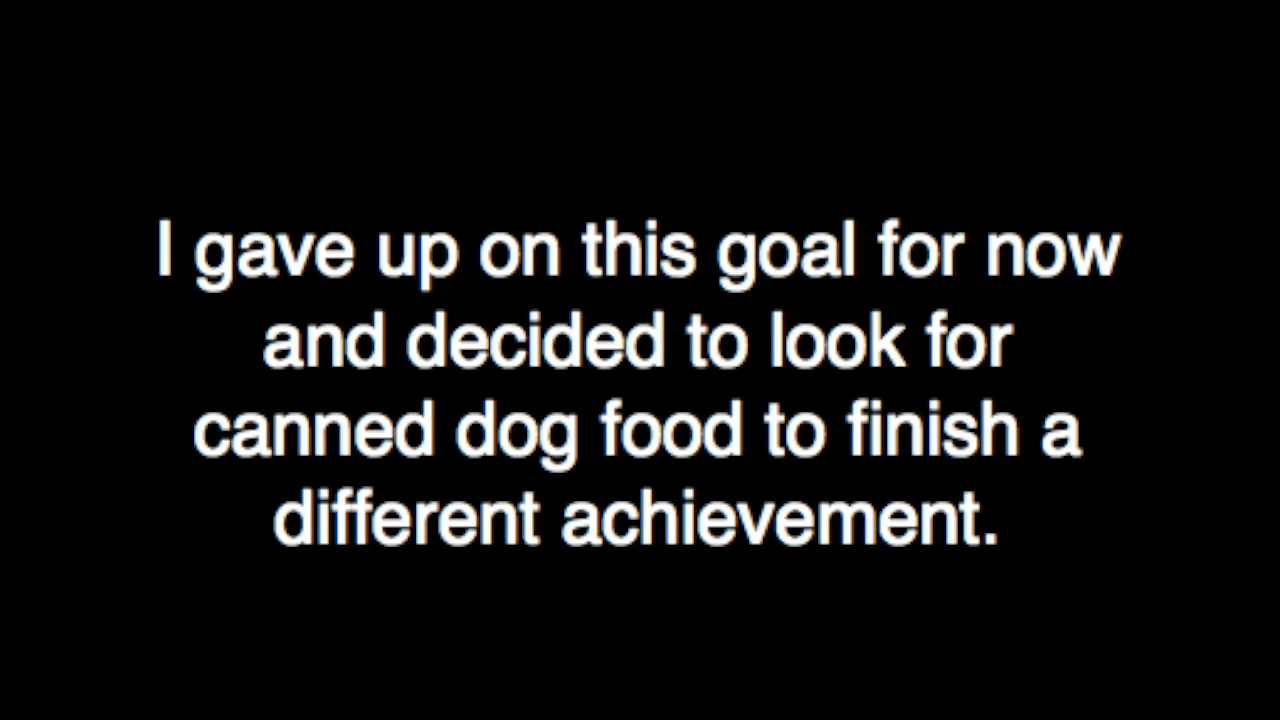 I gave up on this goal for now
and decided to look for
canned dog food to finish a
different achievement.